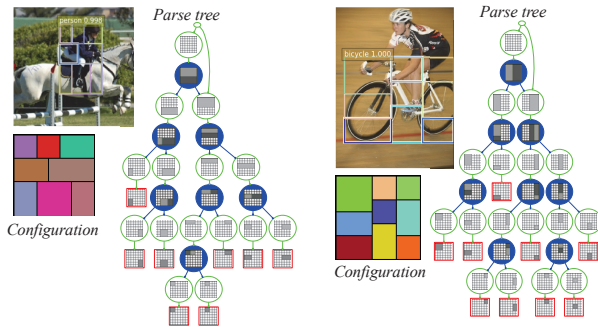 Parse tree
person 0.998
Configuration
Parse tree
bicycle 1.000
Configuration